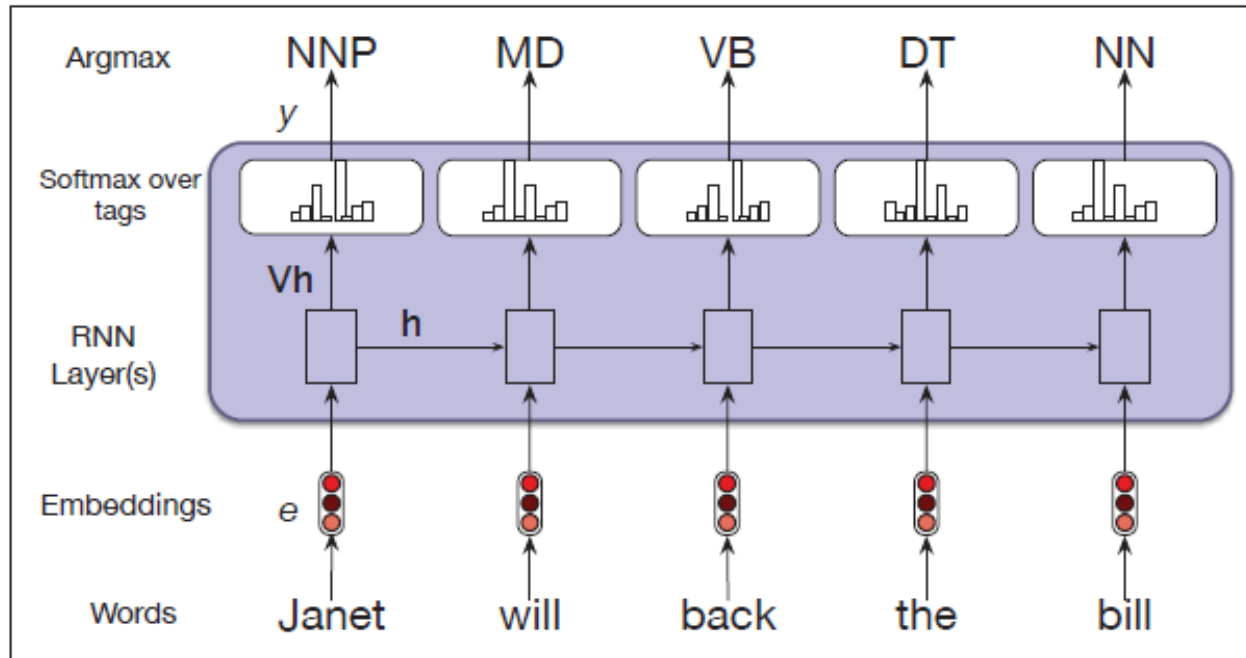 Argmax NNP MD VB DT NN
y
Softmax over
tags
Vh
RNN
Layer(s)
h
Embeddings e
Words Janet will back the bill